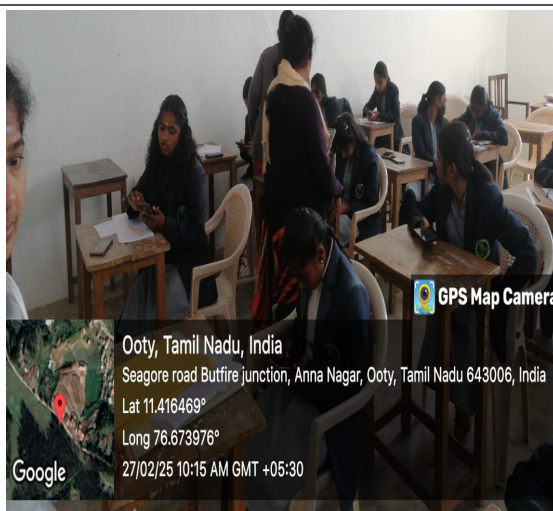 GPS Map Camera
Ooty, Tamil Nadu, India
Seagore road Butfire junction, Anna Nagar, Ooty, Tamil Nadu 643006, India
Lat 11.416469°
Long 76.673976°
27/02/25 10:15 AM GMT +05:30
Google